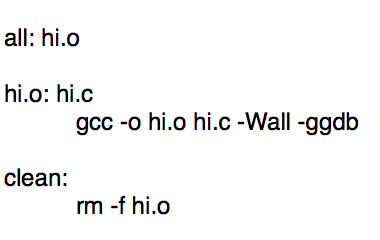 all: hi.o
hi.o: hi.c
gcc -o hi.o hi.c -Wall -ggdb
clean:
rm -f hi.o